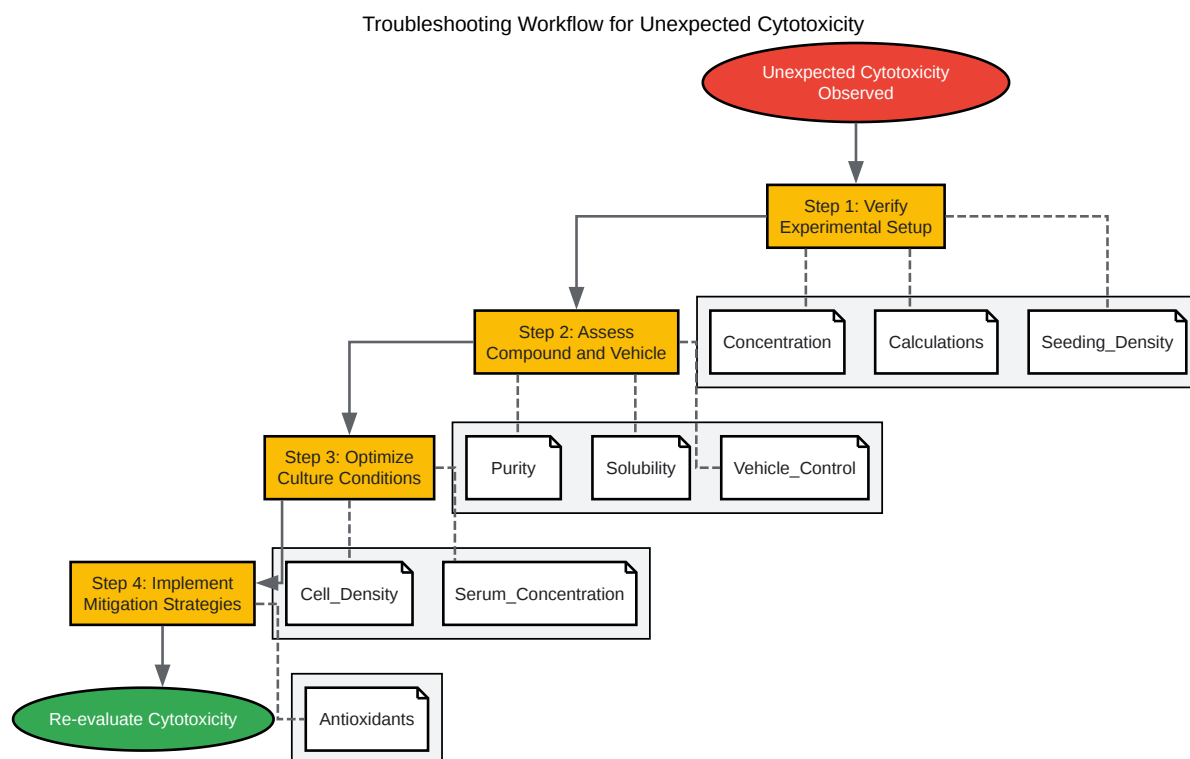 Troubleshooting Workflow for Unexpected Cytotoxicity
Unexpected Cytotoxicity
Observed
Step 1: Verify
Experimental Setup
Concentration
Calculations
Seeding_Density
Step 2: Assess
Compound and Vehicle
Purity
Solubility
Vehicle_Control
Step 3: Optimize
Culture Conditions
Cell_Density
Serum_Concentration
Step 4: Implement
Mitigation Strategies
Antioxidants
Re-evaluate Cytotoxicity